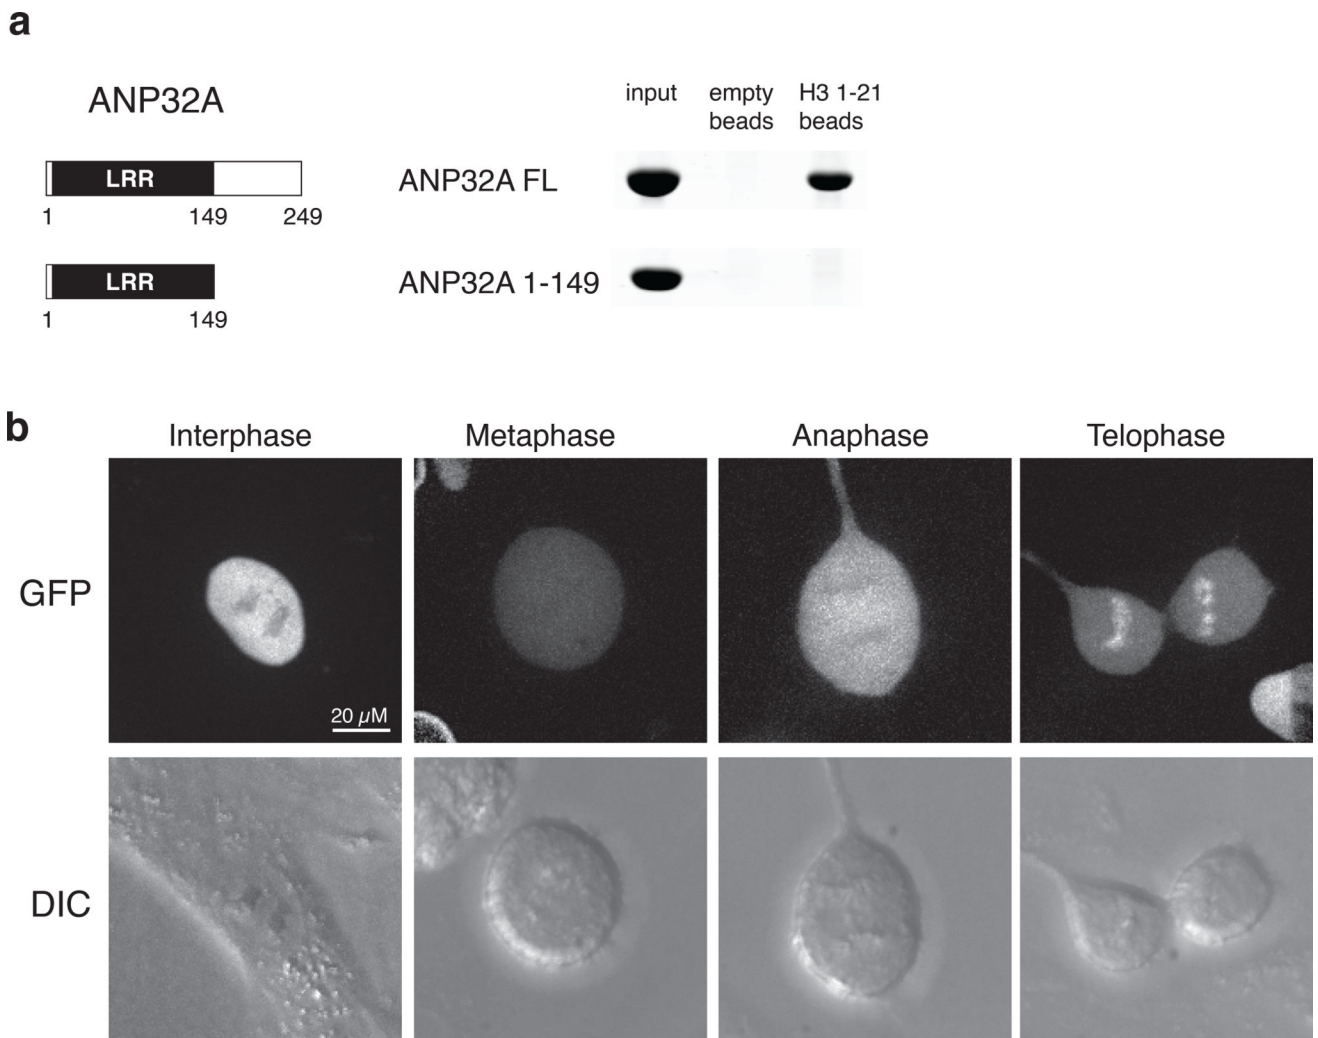 a
ANP32A
input
empty
beads
H3 1-21
beads
LRR
1
149
249
ANP32A FL
LRR
1
149
ANP32A 1-149
b
Interphase
Metaphase
Anaphase
Telophase
GFP
20 µM
DIC